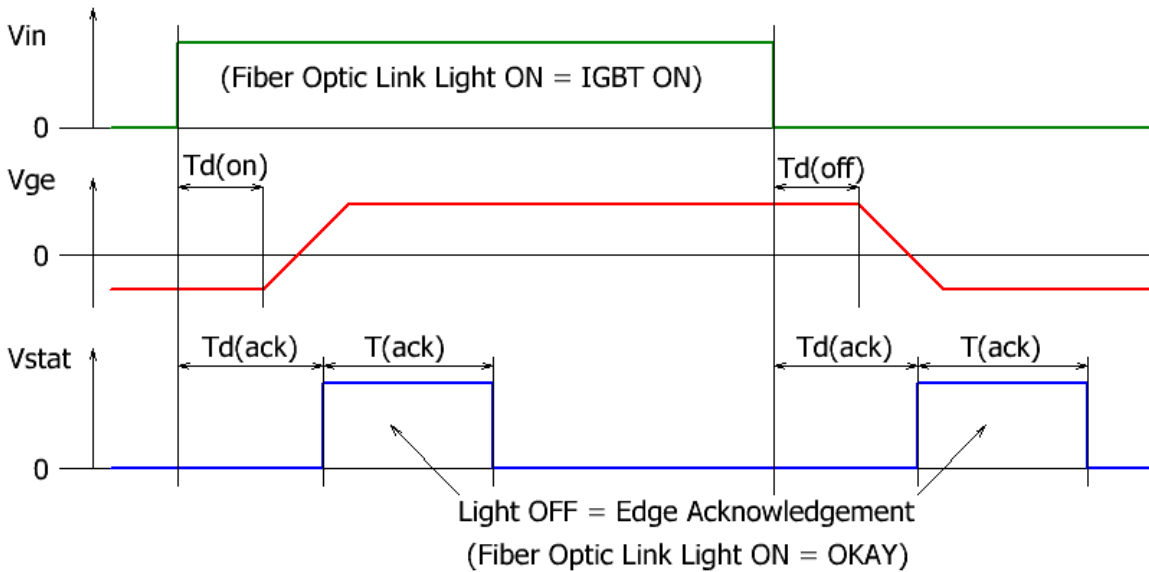 Vin
(Fiber Optic Link Light ON = IGBT ON)
0
Td(on)
Td(off)
Vge
0
Vstat
Td(ack)
T(ack)
Td(ack)
T(ack)
0
Light OFF = Edge Acknowledgement
(Fiber Optic Link Light ON = OKAY)